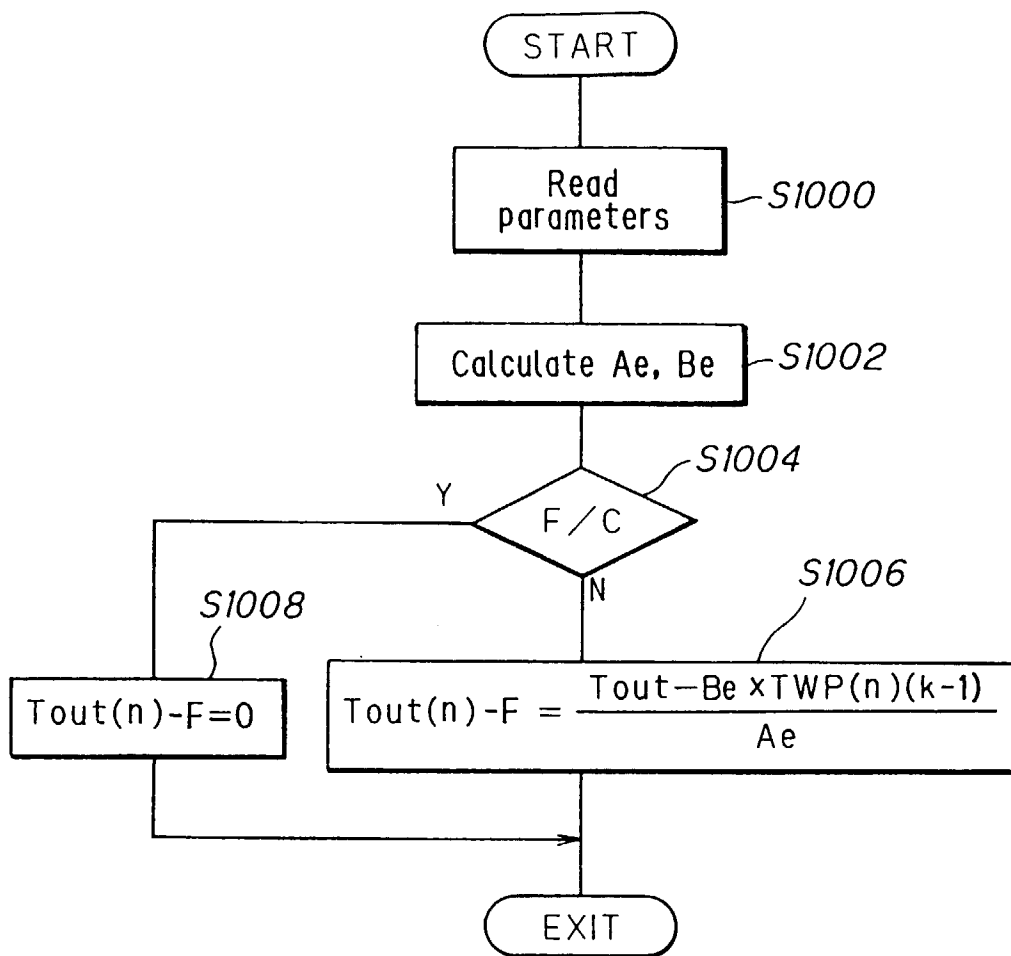 START
Read
parameters
S1000
Calculate Ae, Be
S1002
S1004
Y
F/C
N
S1006
S1008
Tout(n)-F=0
Tout(n)-F = Tout-Be×TWP(n)(k-1)
Ae
EXIT